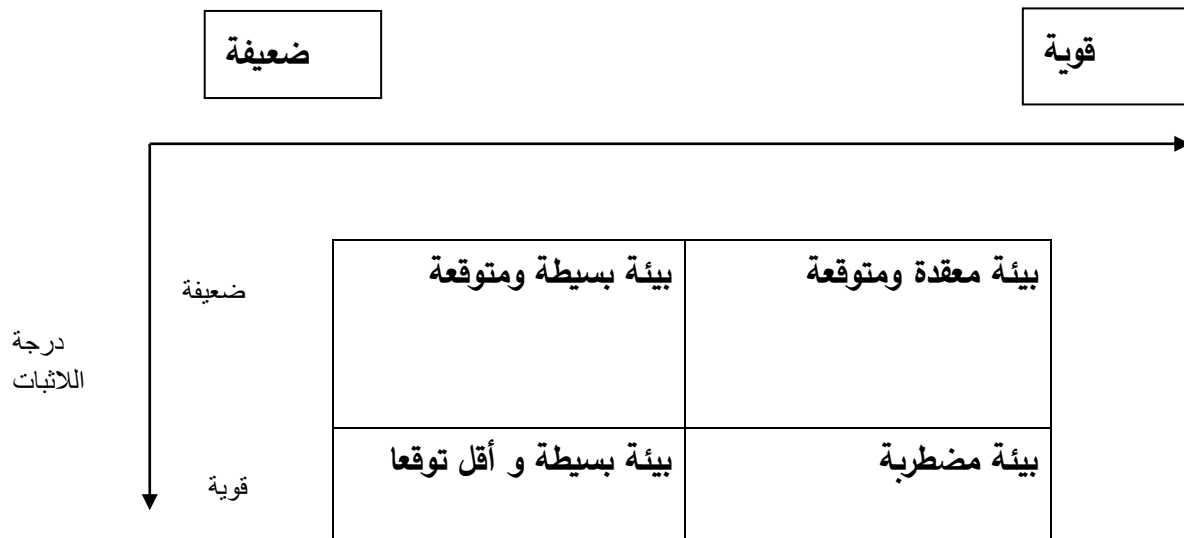 قوية
ضعيفة
بيئة معقدة ومتوقعة
بيئة بسيطة ومتوقعة
ضعيفة
درجة
اللاثبات
بيئة مضطربة
بيئة بسيطة و أقل توقعا
قوية